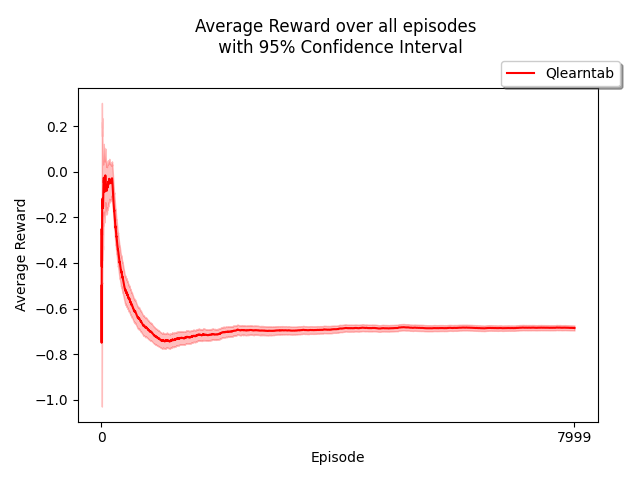 Average Reward over all episodes
with 95% Confidence Interval
Qlearntab
0.2
0.0
−0.2
−0.4
−0.6
−0.8
−1.0
Average Reward
0
7999
Episode